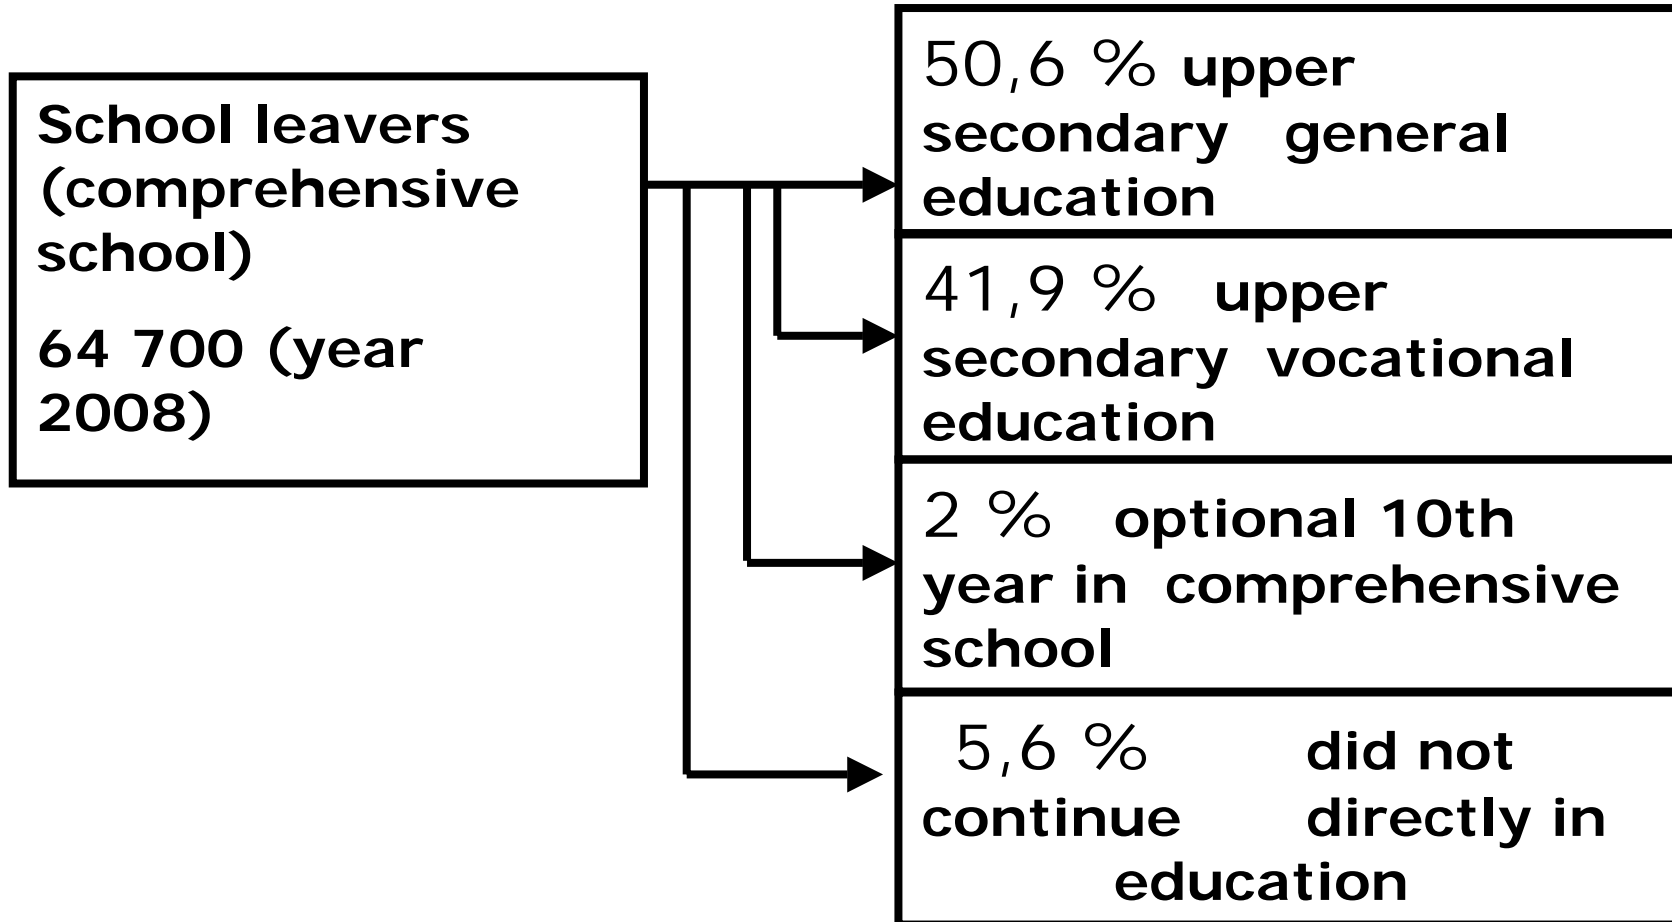 School leavers
(comprehensive
school)
64 700 (year
2008)
50,6 % upper
secondary general
education
41,9 % upper
secondary vocational
education
2 % optional 10th
year in comprehensive
school
5,6 % did not
continue directly in
education